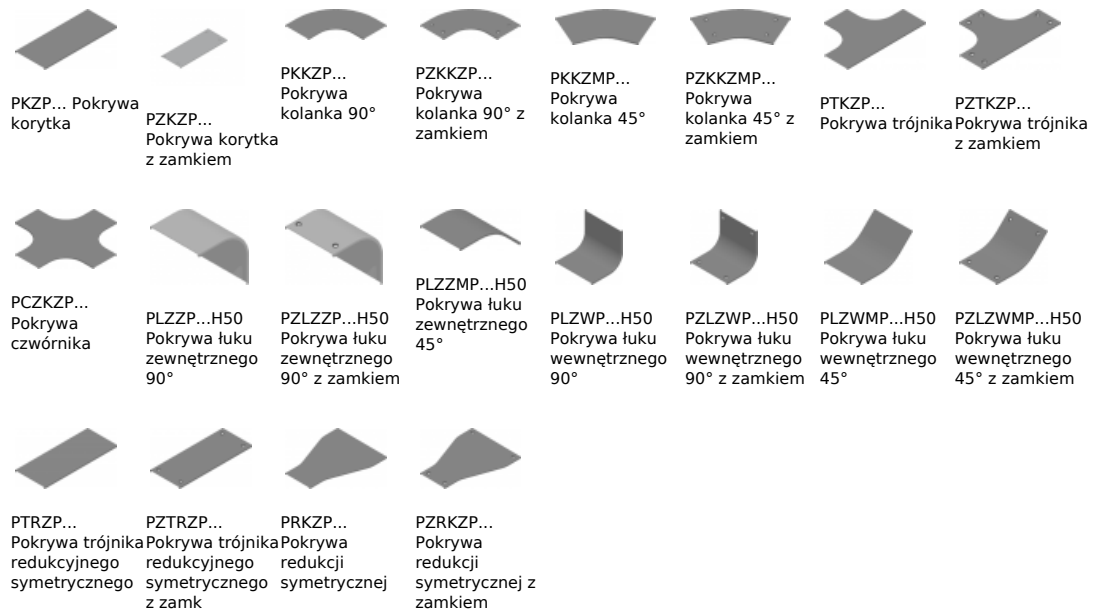 PKZP... Pokrywa
korytka
PZKZP...
Pokrywa korytka
z zamkiem
PKKZP...
Pokrywa
kolanka 90°
PZKKZP...
Pokrywa
kolanka 90° z
zamkiem
PKKZMP...
Pokrywa
kolanka 45°
PZKKZMP...
Pokrywa
kolanka 45° z
zamkiem
PTKZP...
Pokrywa trójnika
PZTKZP...
Pokrywa trójnika
z zamkiem
PCZKZP...
Pokrywa
czwórnika
PLZZP...H50
Pokrywa łuku
zewnętrznego
90°
PZLZZP...H50
Pokrywa łuku
zewnętrznego
90° z zamkiem
PLZZMP...H50
Pokrywa łuku
zewnętrznego
45°
PLZWP...H50
Pokrywa łuku
wewnętrznego
90°
PZLZWP...H50
Pokrywa łuku
wewnętrznego
90° z zamkiem
PLZWMP...H50
Pokrywa łuku
wewnętrznego
45°
PZLZWMP...H50
Pokrywa łuku
wewnętrznego
45° z zamkiem
PTRZP...
Pokrywa trójnika
redukcyjnego
symetrycznego
PZTRZP...
Pokrywa trójnika
redukcyjnego
symetrycznego
z zamk
PRKZP...
Pokrywa
redukcji
symetrycznej
PZRKZP...
Pokrywa
redukcji
symetrycznej z
zamkiem